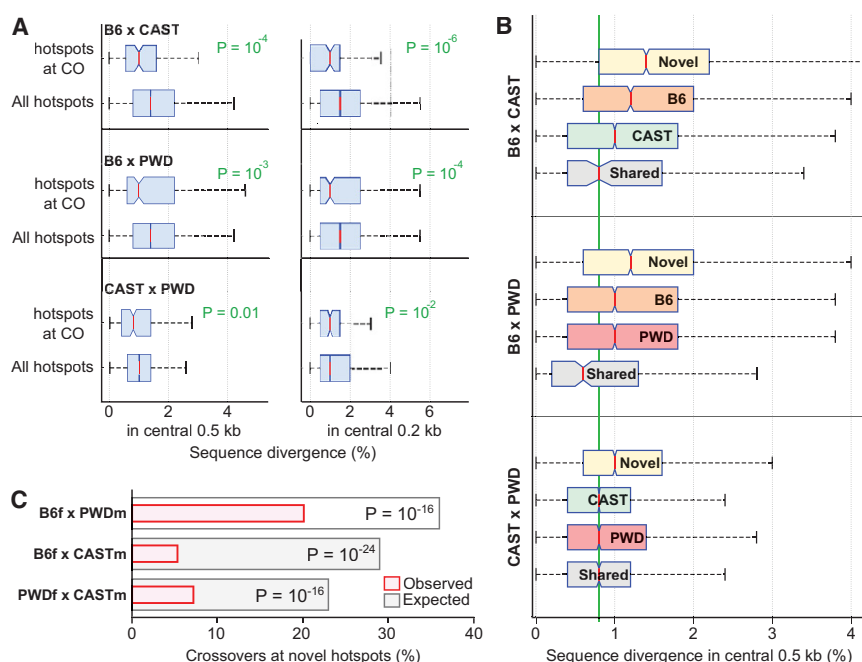 A
B6 x CAST
hotspots
at CO
P = 10-4
P = 10-6
All hotspots
B6 x PWD
hotspots
at CO
P = 10-3
P = 10-4
All hotspots
CAST x PWD
hotspots
at CO
P = 0.01
P = 10-2
All hotspots
0 2 4 0 2 4 6 8
in central 0.5 kb in central 0.2 kb
Sequence divergence (%)
B
B6 x CAST
Novel
B6
CAST
Shared
B6 x PWD
Novel
B6
PWD
Shared
CAST x PWD
Novel
CAST
PWD
Shared
0 1 2 3 4
Sequence divergence in central 0.5 kb (%)
C
B6f x PWDm P = 10-16
B6f x CASTm P = 10-24
PWDf x CASTm P = 10-16
Observed
Expected
0 10 20 30 40
Crossovers at novel hotspots (%)